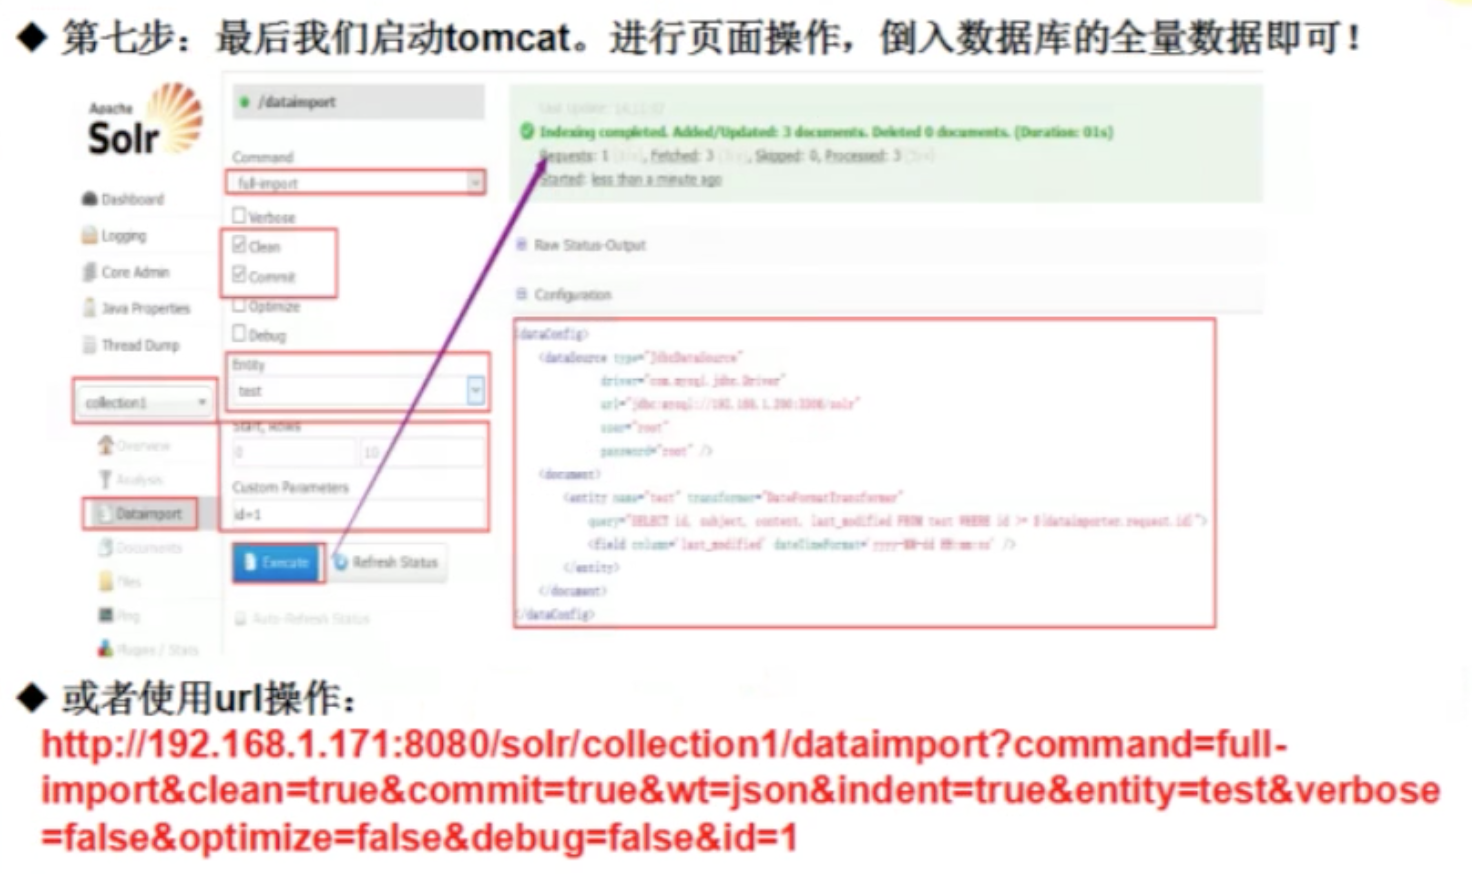 ◆ 第七步：最后我们启动tomcat。进行页面操作，倒入数据库的全量数据即可！
Apache
Solr
Dashboard
Logging
Core Admin
Java Properties
Thread Dump
collection1
Overview
Analysis
Dataimport
Documents
Files
Ping
Plugins / Stats
/dataimport
Command
full-import
Verbose
Clean
Commit
Optimize
Debug
Entity
test
Start, Rows
0 10
Custom Parameters
id=1
Execute Refresh Status
Auto-Refresh Status
Last Update:
Indexing completed. Added/Updated: 3 documents. Deleted 0 documents. (Duration: 01s)
Requests: 1, Fetched: 3, Skipped: 0, Processed: 3
Started: less than a minute ago
Raw Status-Output
Configuration
<dataConfig>
<dataSource type="JdbcDataSource"
driver="com.mysql.jdbc.Driver"
url="jdbc:mysql://192.168.1.200:3306/solr"
user="root"
password="root" />
<document>
<entity name="test" transformer="DateFormatTransformer"
query="SELECT id, subject, content, last_modified FROM test WHERE id >= ${dataimporter.request.id}">
<field column='last_modified' dateTimeFormat='yyyy-MM-dd HH:mm:ss' />
</entity>
</document>
</dataConfig>
◆ 或者使用url操作：
http://192.168.1.171:8080/solr/collection1/dataimport?command=full-
import&clean=true&commit=true&wt=json&indent=true&entity=test&verbose
=false&optimize=false&debug=false&id=1